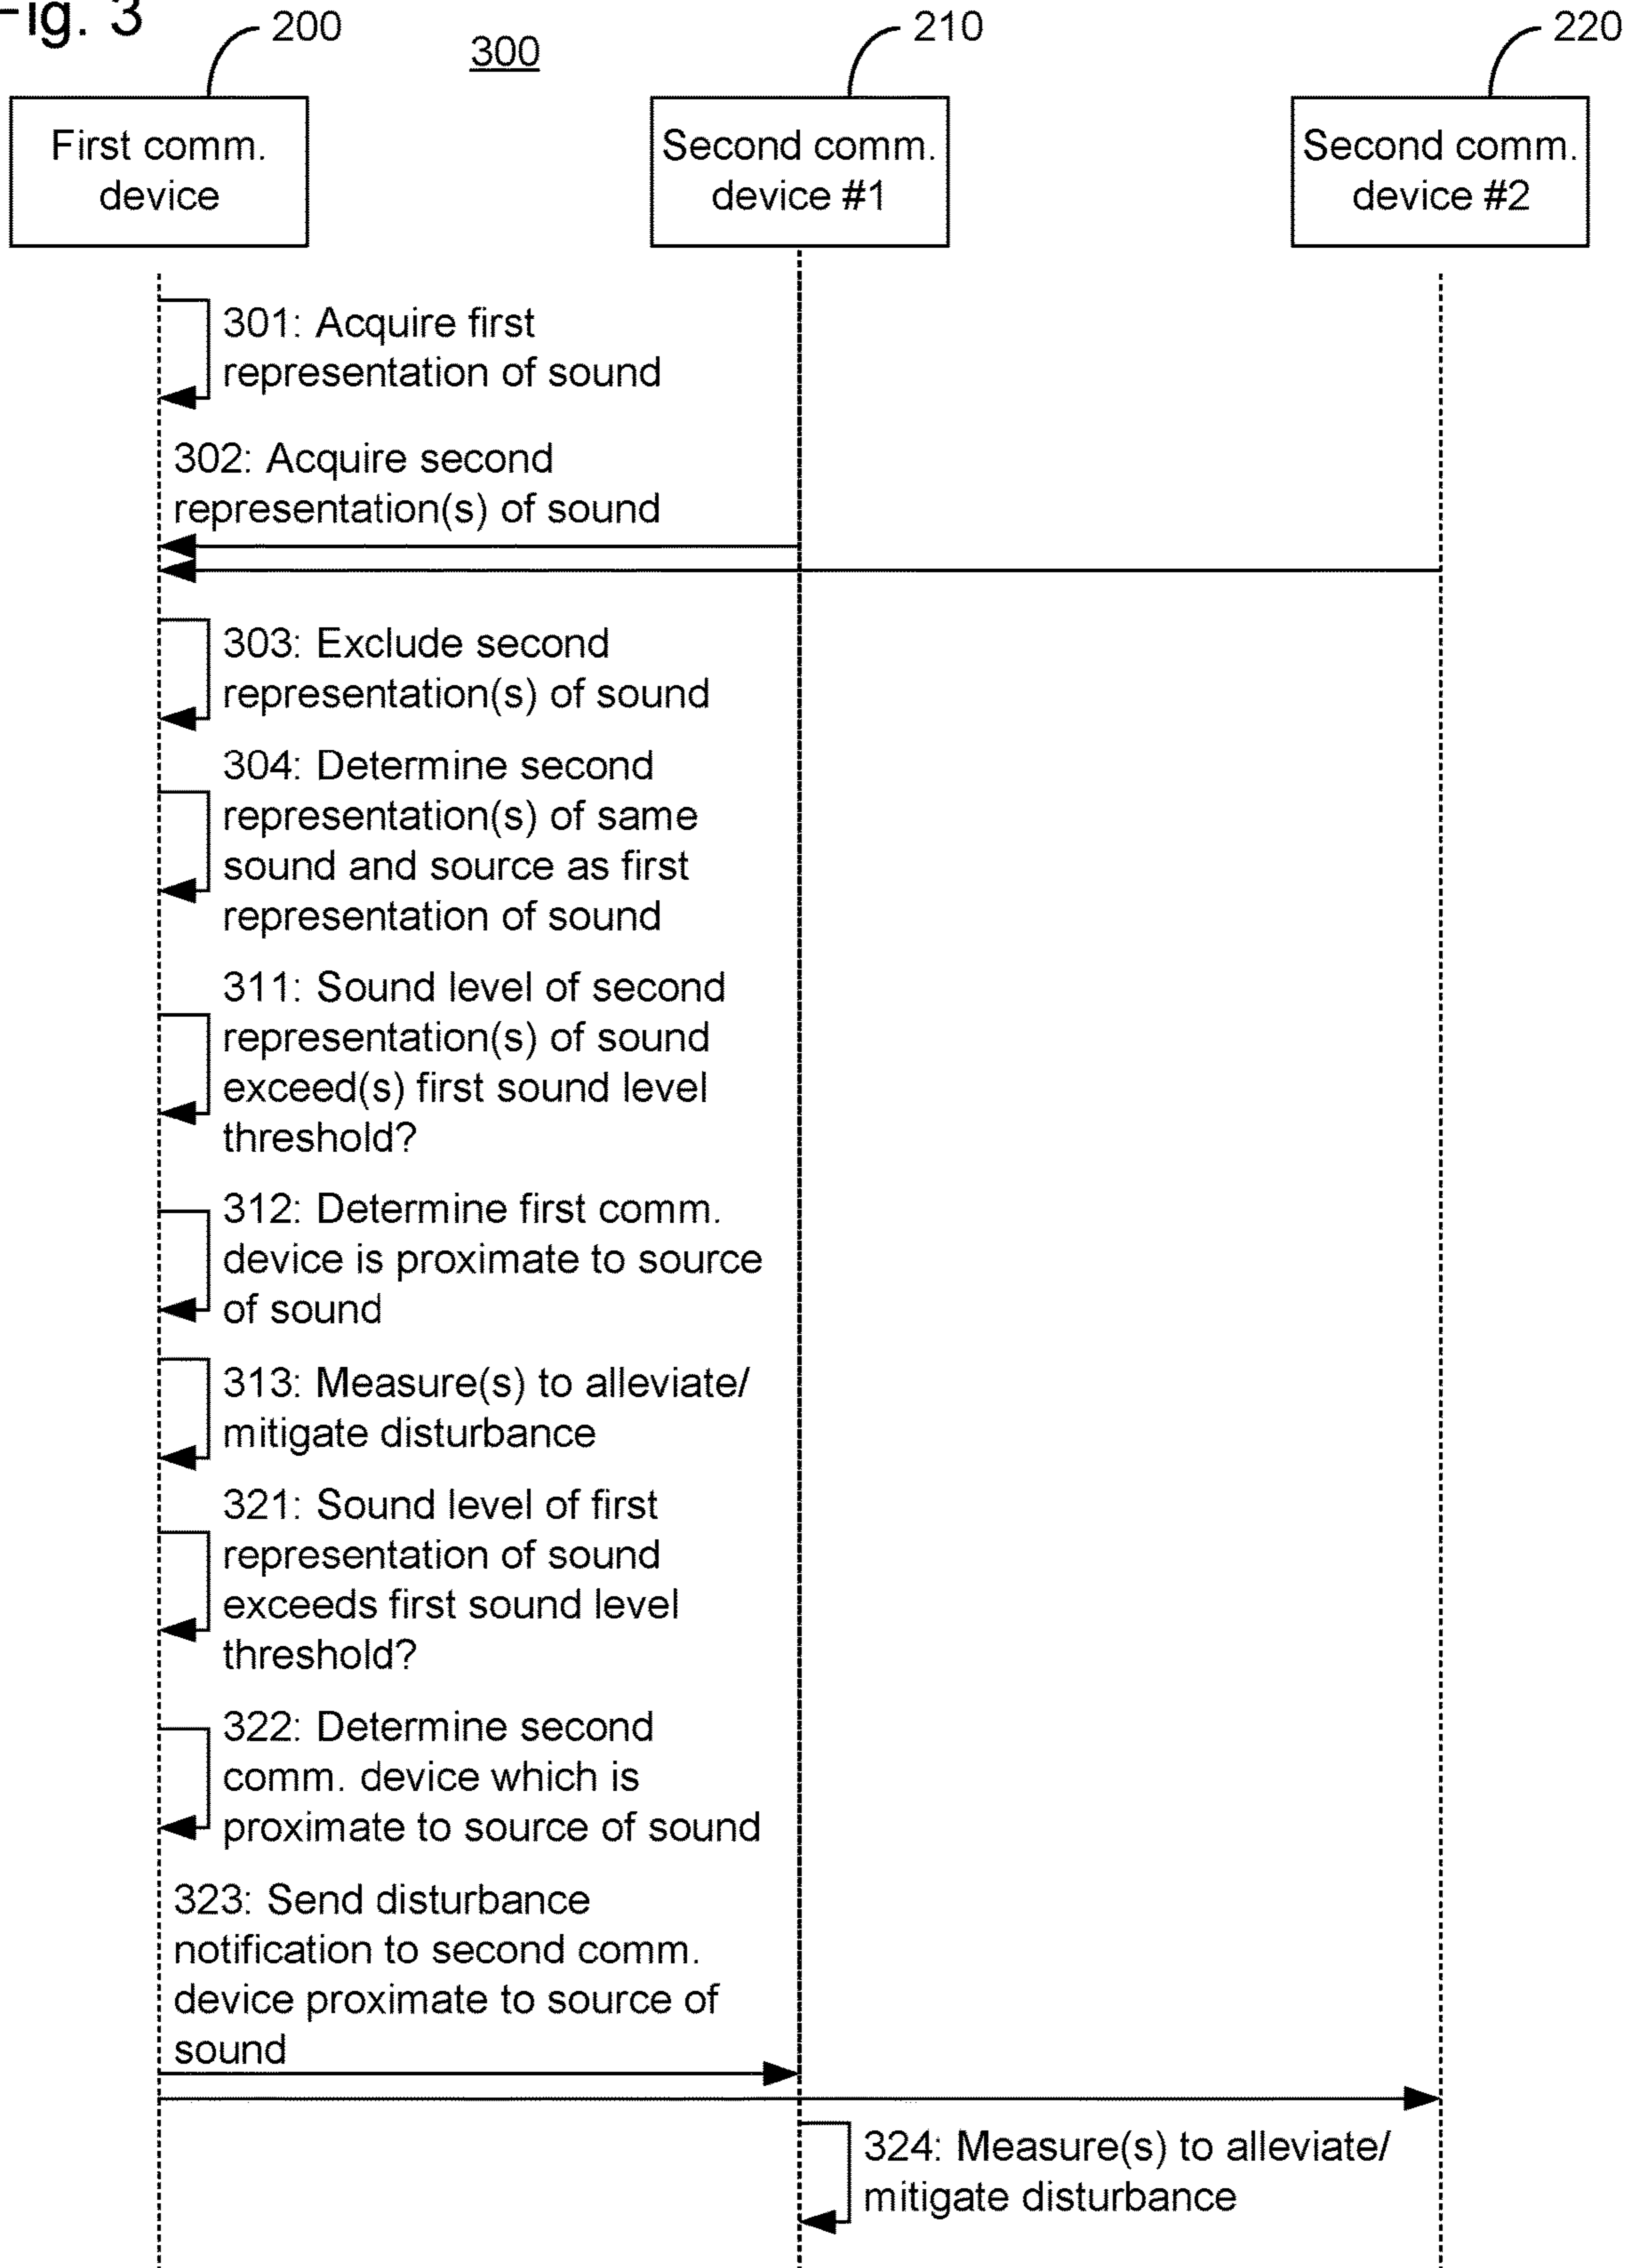 Fig. 3
200
300
210
220
First comm.
device
Second comm.
device #1
Second comm.
device #2
301: Acquire first
representation of sound
302: Acquire second
representation(s) of sound
303: Exclude second
representation(s) of sound
304: Determine second
representation(s) of same
sound and source as first
representation of sound
311: Sound level of second
representation(s) of sound
exceed(s) first sound level
threshold?
312: Determine first comm.
device is proximate to source
of sound
313: Measure(s) to alleviate/
mitigate disturbance
321: Sound level of first
representation of sound
exceeds first sound level
threshold?
322: Determine second
comm. device which is
proximate to source of sound
323: Send disturbance
notification to second comm.
device proximate to source of
sound
324: Measure(s) to alleviate/
mitigate disturbance